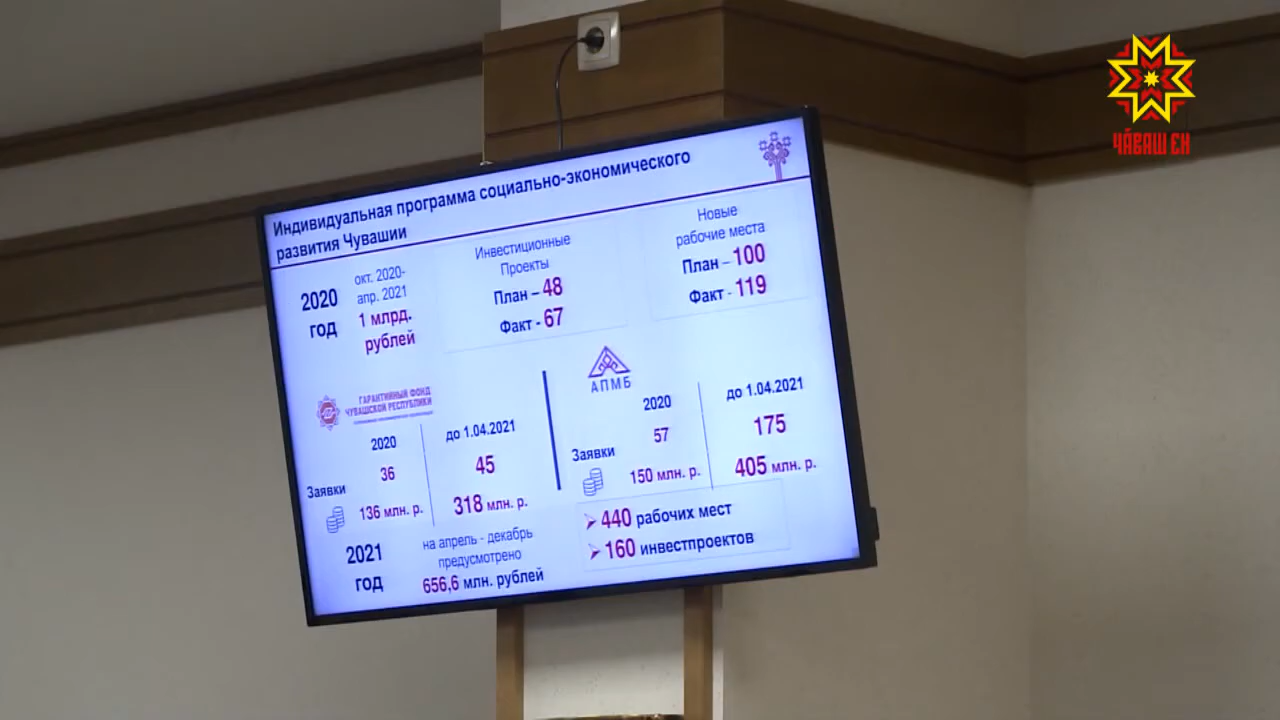 ЧӐВАШ ЕН
Индивидуальная программа социально-экономического
развития Чувашии
2020
год
окт. 2020-
апр. 2021
1 млрд.
рублей
Инвестиционные
Проекты
План – 48
Факт - 67
Новые
рабочие места
План – 100
Факт - 119
ГАРАНТИЙНЫЙ ФОНД
ЧУВАШСКОЙ РЕСПУБЛИКИ
2020
до 1.04.2021
36
45
Заявки
136 млн. р.
318 млн. р.
АПМБ
2020
до 1.04.2021
57
175
Заявки
150 млн. р.
405 млн. р.
2021
год
на апрель - декабрь
предусмотрено
656,6 млн. рублей
440 рабочих мест
160 инвестпроектов